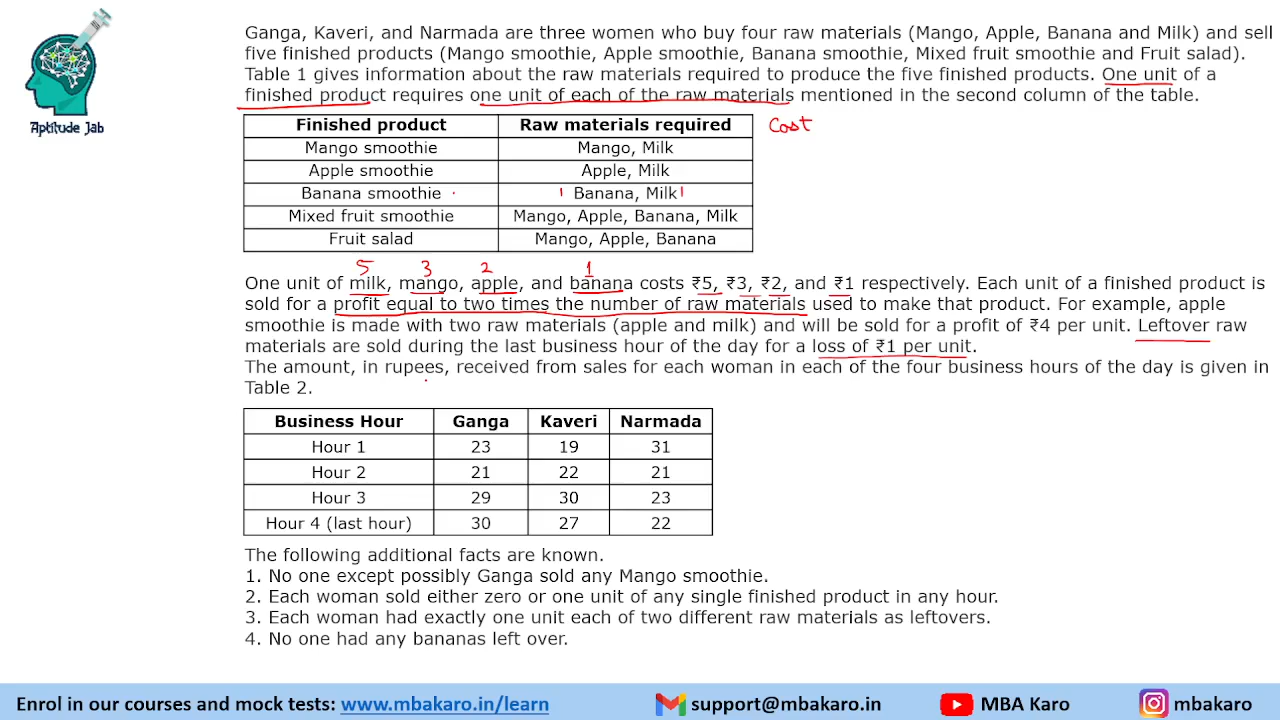 Ganga, Kaveri, and Narmada are three women who buy four raw materials (Mango, Apple, Banana and Milk) and sell
five finished products (Mango smoothie, Apple smoothie, Banana smoothie, Mixed fruit smoothie and Fruit salad).
Table 1 gives information about the raw materials required to produce the five finished products. One unit of a
finished product requires one unit of each of the raw materials mentioned in the second column of the table.
Aptitude Jab
Finished product Raw materials required Cost
Mango smoothie Mango, Milk
Apple smoothie Apple, Milk
Banana smoothie 1 Banana, Milk 1
Mixed fruit smoothie Mango, Apple, Banana, Milk
Fruit salad Mango, Apple, Banana
5 3 2 1
One unit of milk, mango, apple, and banana costs ₹5, ₹3, ₹2, and ₹1 respectively. Each unit of a finished product is
sold for a profit equal to two times the number of raw materials used to make that product. For example, apple
smoothie is made with two raw materials (apple and milk) and will be sold for a profit of ₹4 per unit. Leftover raw
materials are sold during the last business hour of the day for a loss of ₹1 per unit.
The amount, in rupees, received from sales for each woman in each of the four business hours of the day is given in
Table 2.
Business Hour Ganga Kaveri Narmada
Hour 1 23 19 31
Hour 2 21 22 21
Hour 3 29 30 23
Hour 4 (last hour) 30 27 22
The following additional facts are known.
1. No one except possibly Ganga sold any Mango smoothie.
2. Each woman sold either zero or one unit of any single finished product in any hour.
3. Each woman had exactly one unit each of two different raw materials as leftovers.
4. No one had any bananas left over.
Enrol in our courses and mock tests: www.mbakaro.in/learn support@mbakaro.in MBA Karo mbakaro